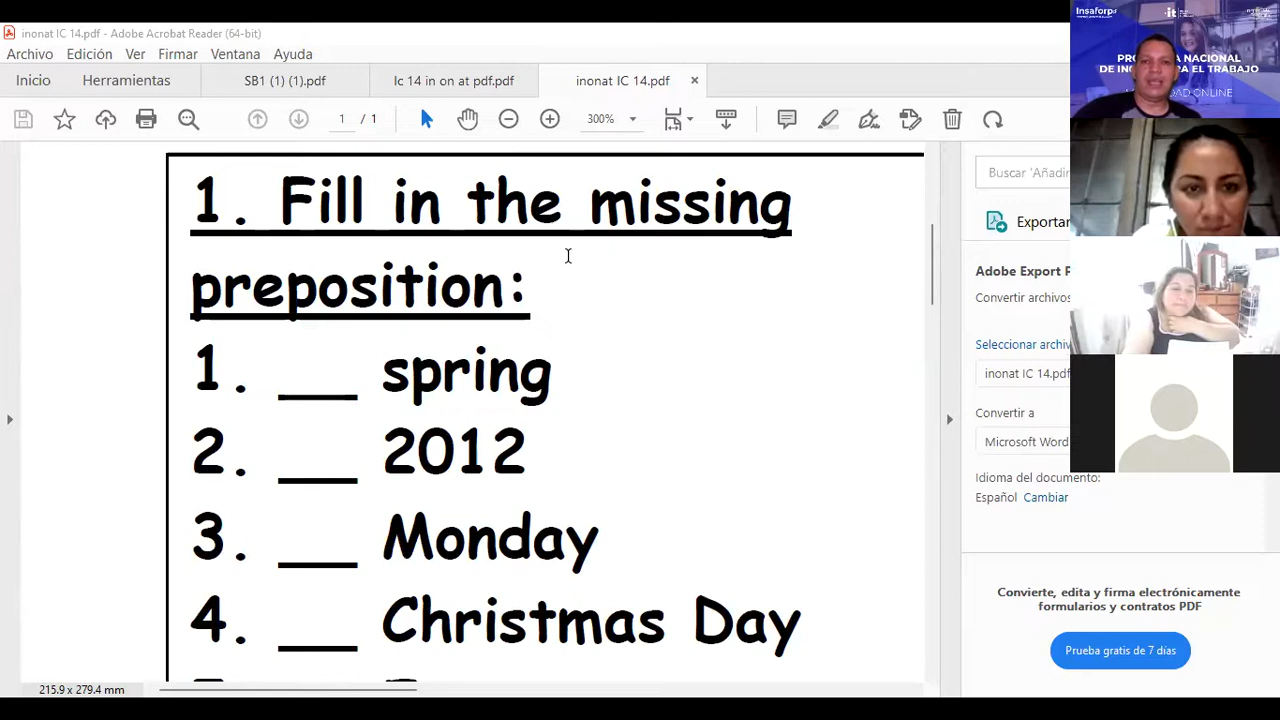 inonat IC 14.pdf - Adobe Acrobat Reader (64-bit)
Archivo Edición Ver Firmar Ventana Ayuda
Inicio Herramientas SB1 (1) (1).pdf Ic 14 in on at pdf.pdf inonat IC 14.pdf ×
1 / 1 300%
1. Fill in the missing
preposition:
1. ___ spring
2. ___ 2012
3. ___ Monday
4. ___ Christmas Day
215.9 x 279.4 mm
Buscar 'Añadir
Exportar
Adobe Export P
Convertir archivos
Seleccionar archiv
inonat IC 14.pdf
Convertir a
Microsoft Word
Idioma del documento:
Español Cambiar
Convierte, edita y firma electrónicamente
formularios y contratos PDF
Prueba gratis de 7 días
Insaforp
it
NACIONAL
DE EL TRABAJO
ONLINE